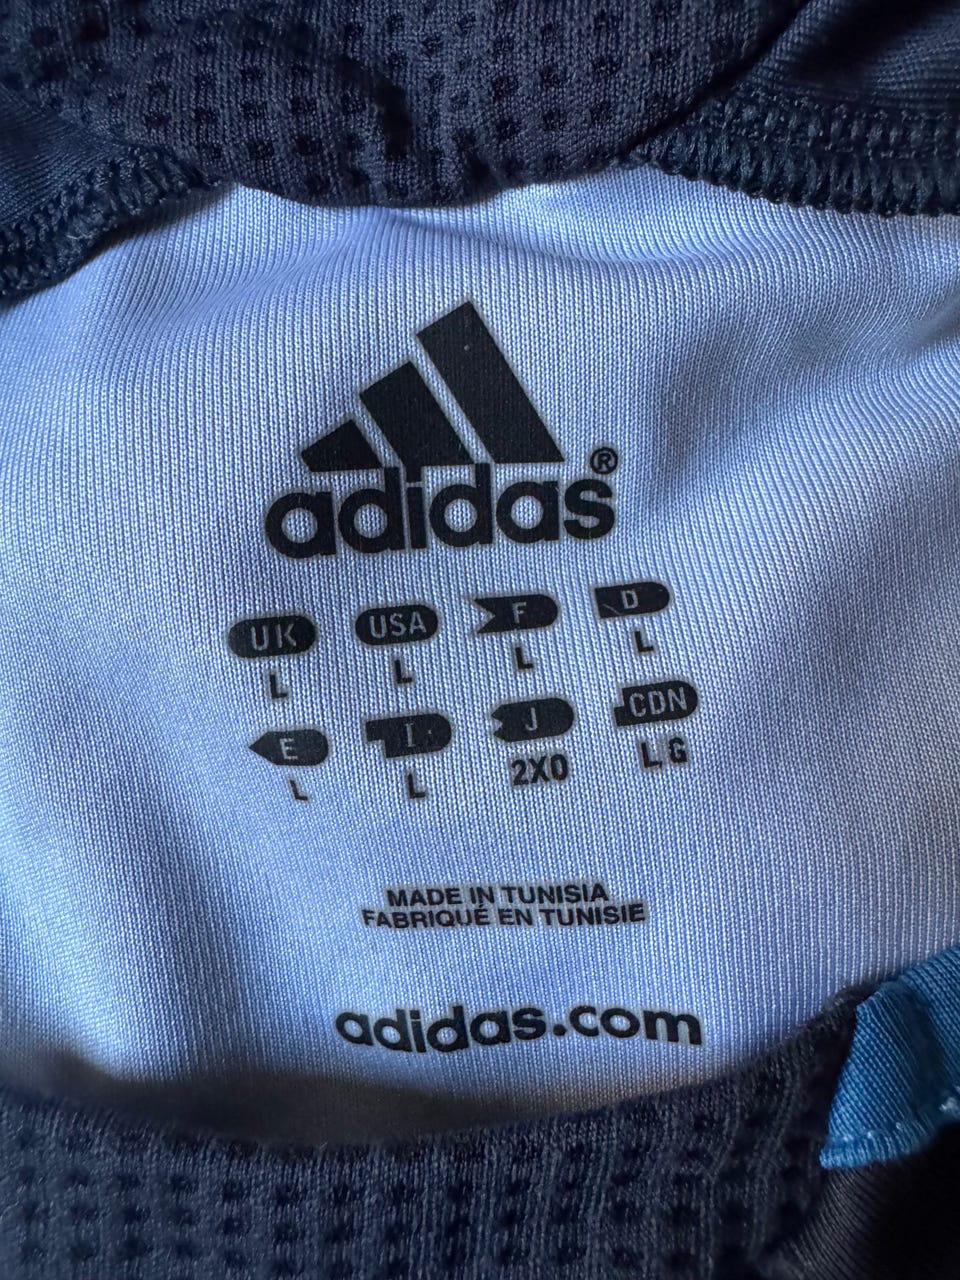 adidas®
UK USA F D
L L L L
E I J CDN
L L 2XO LG
MADE IN TUNISIA
FABRIQUÉ EN TUNISIE
adidas.com